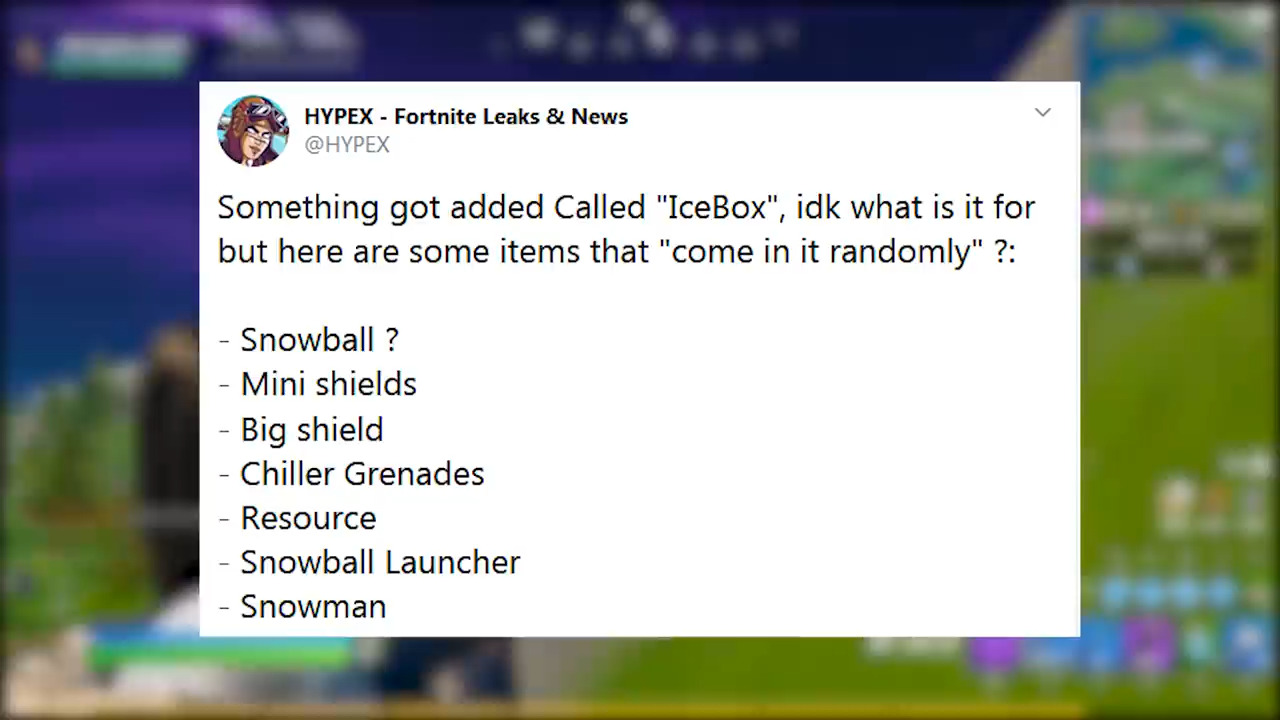 HYPEX - Fortnite Leaks & News
@HYPEX
Something got added Called "IceBox", idk what is it for
but here are some items that "come in it randomly" ?:
- Snowball ?
- Mini shields
- Big shield
- Chiller Grenades
- Resource
- Snowball Launcher
- Snowman